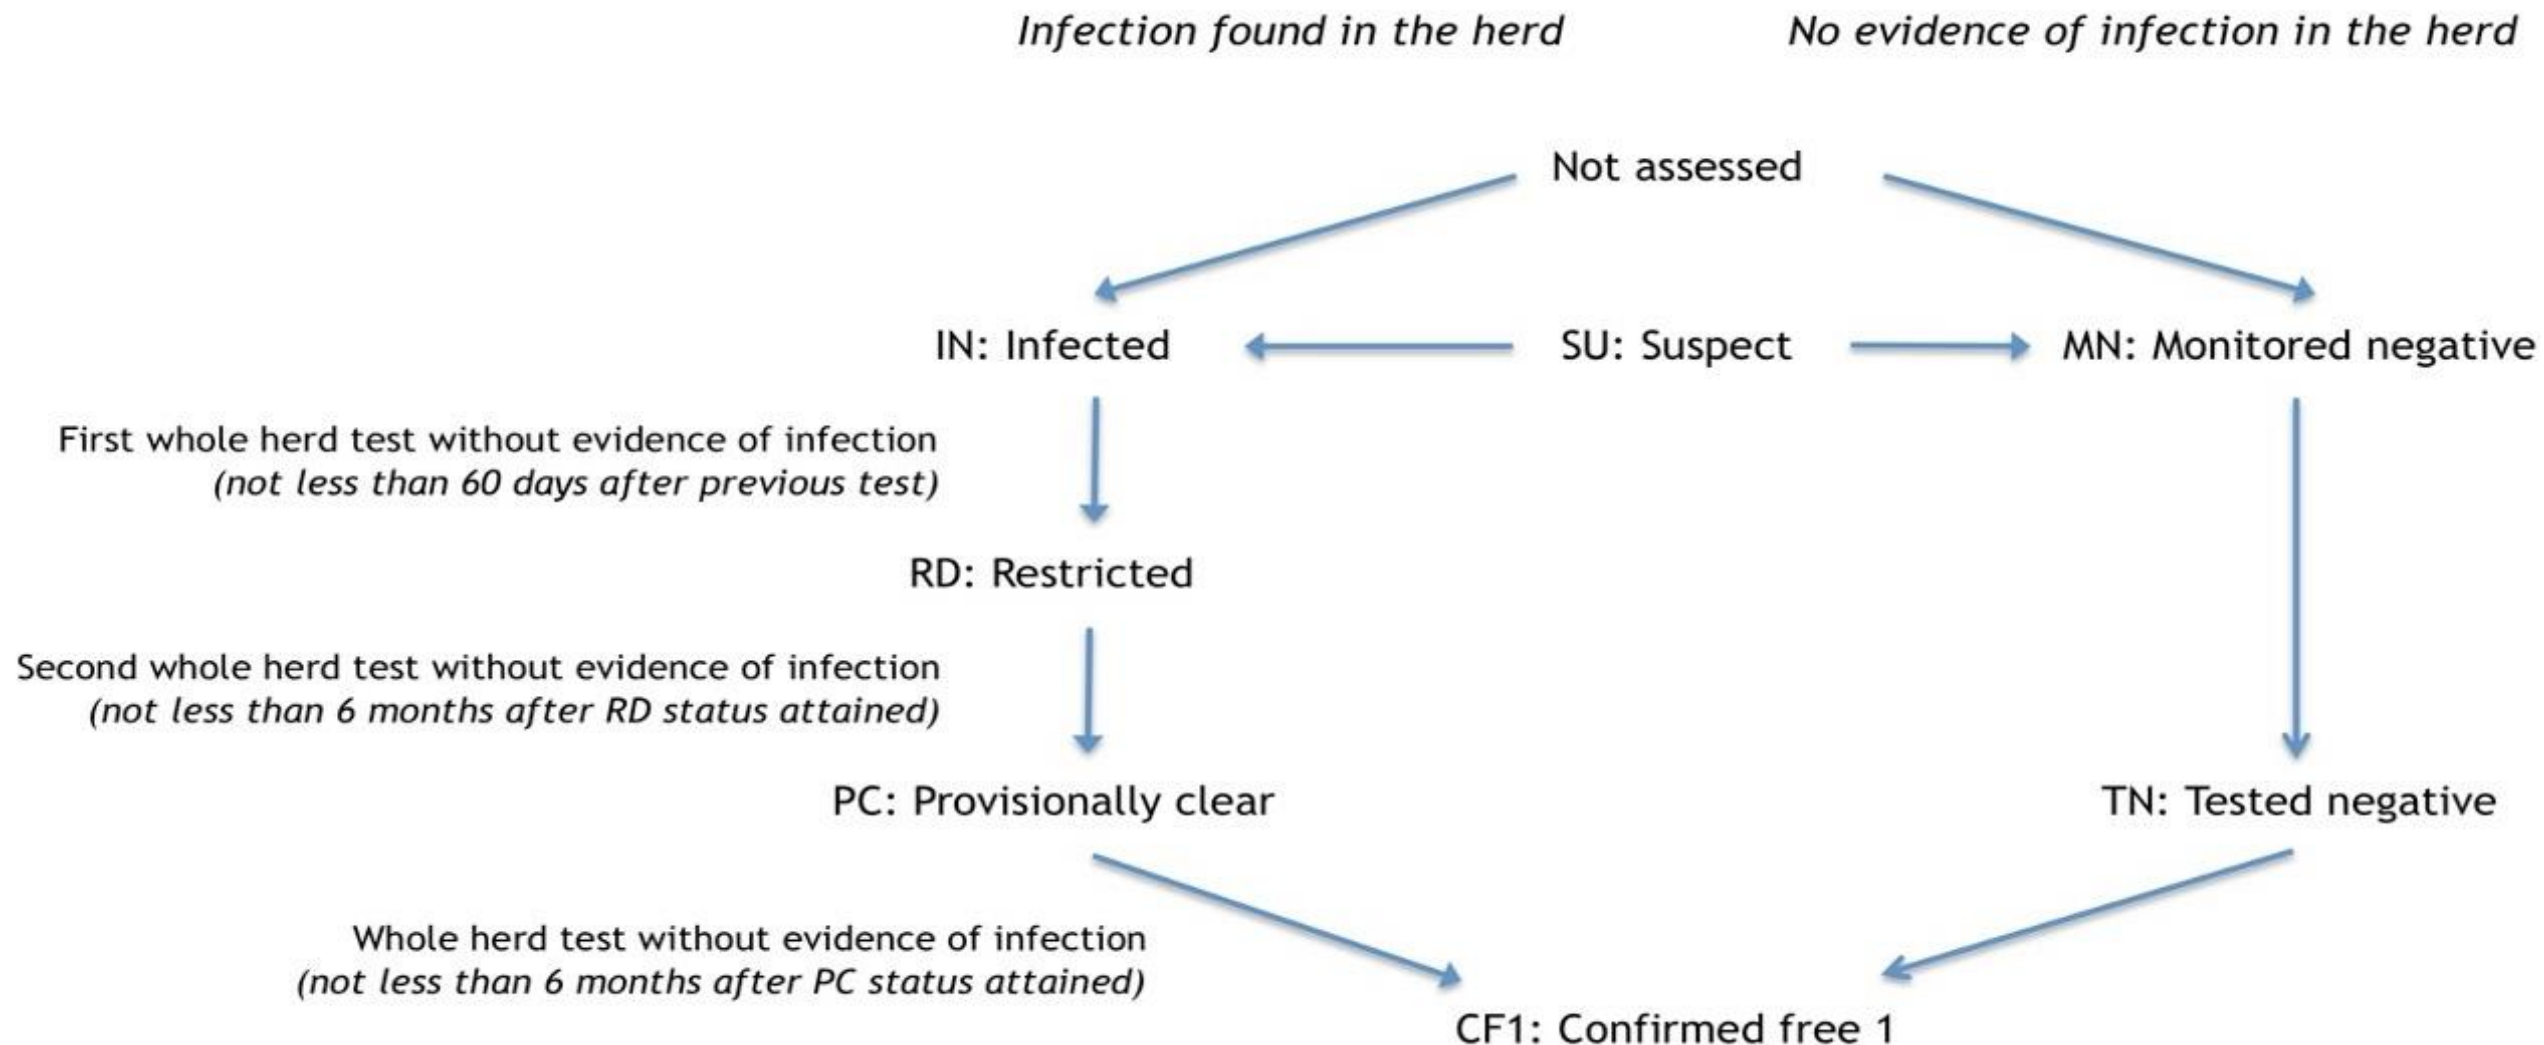 Infection found in the herd
No evidence of infection in the herd
Not assessed
IN: Infected
SU: Suspect
MN: Monitored negative
First whole herd test without evidence of infection
(not less than 60 days after previous test)
RD: Restricted
Second whole herd test without evidence of infection
(not less than 6 months after RD status attained)
PC: Provisionally clear
TN: Tested negative
Whole herd test without evidence of infection
(not less than 6 months after PC status attained)
CF1: Confirmed free 1